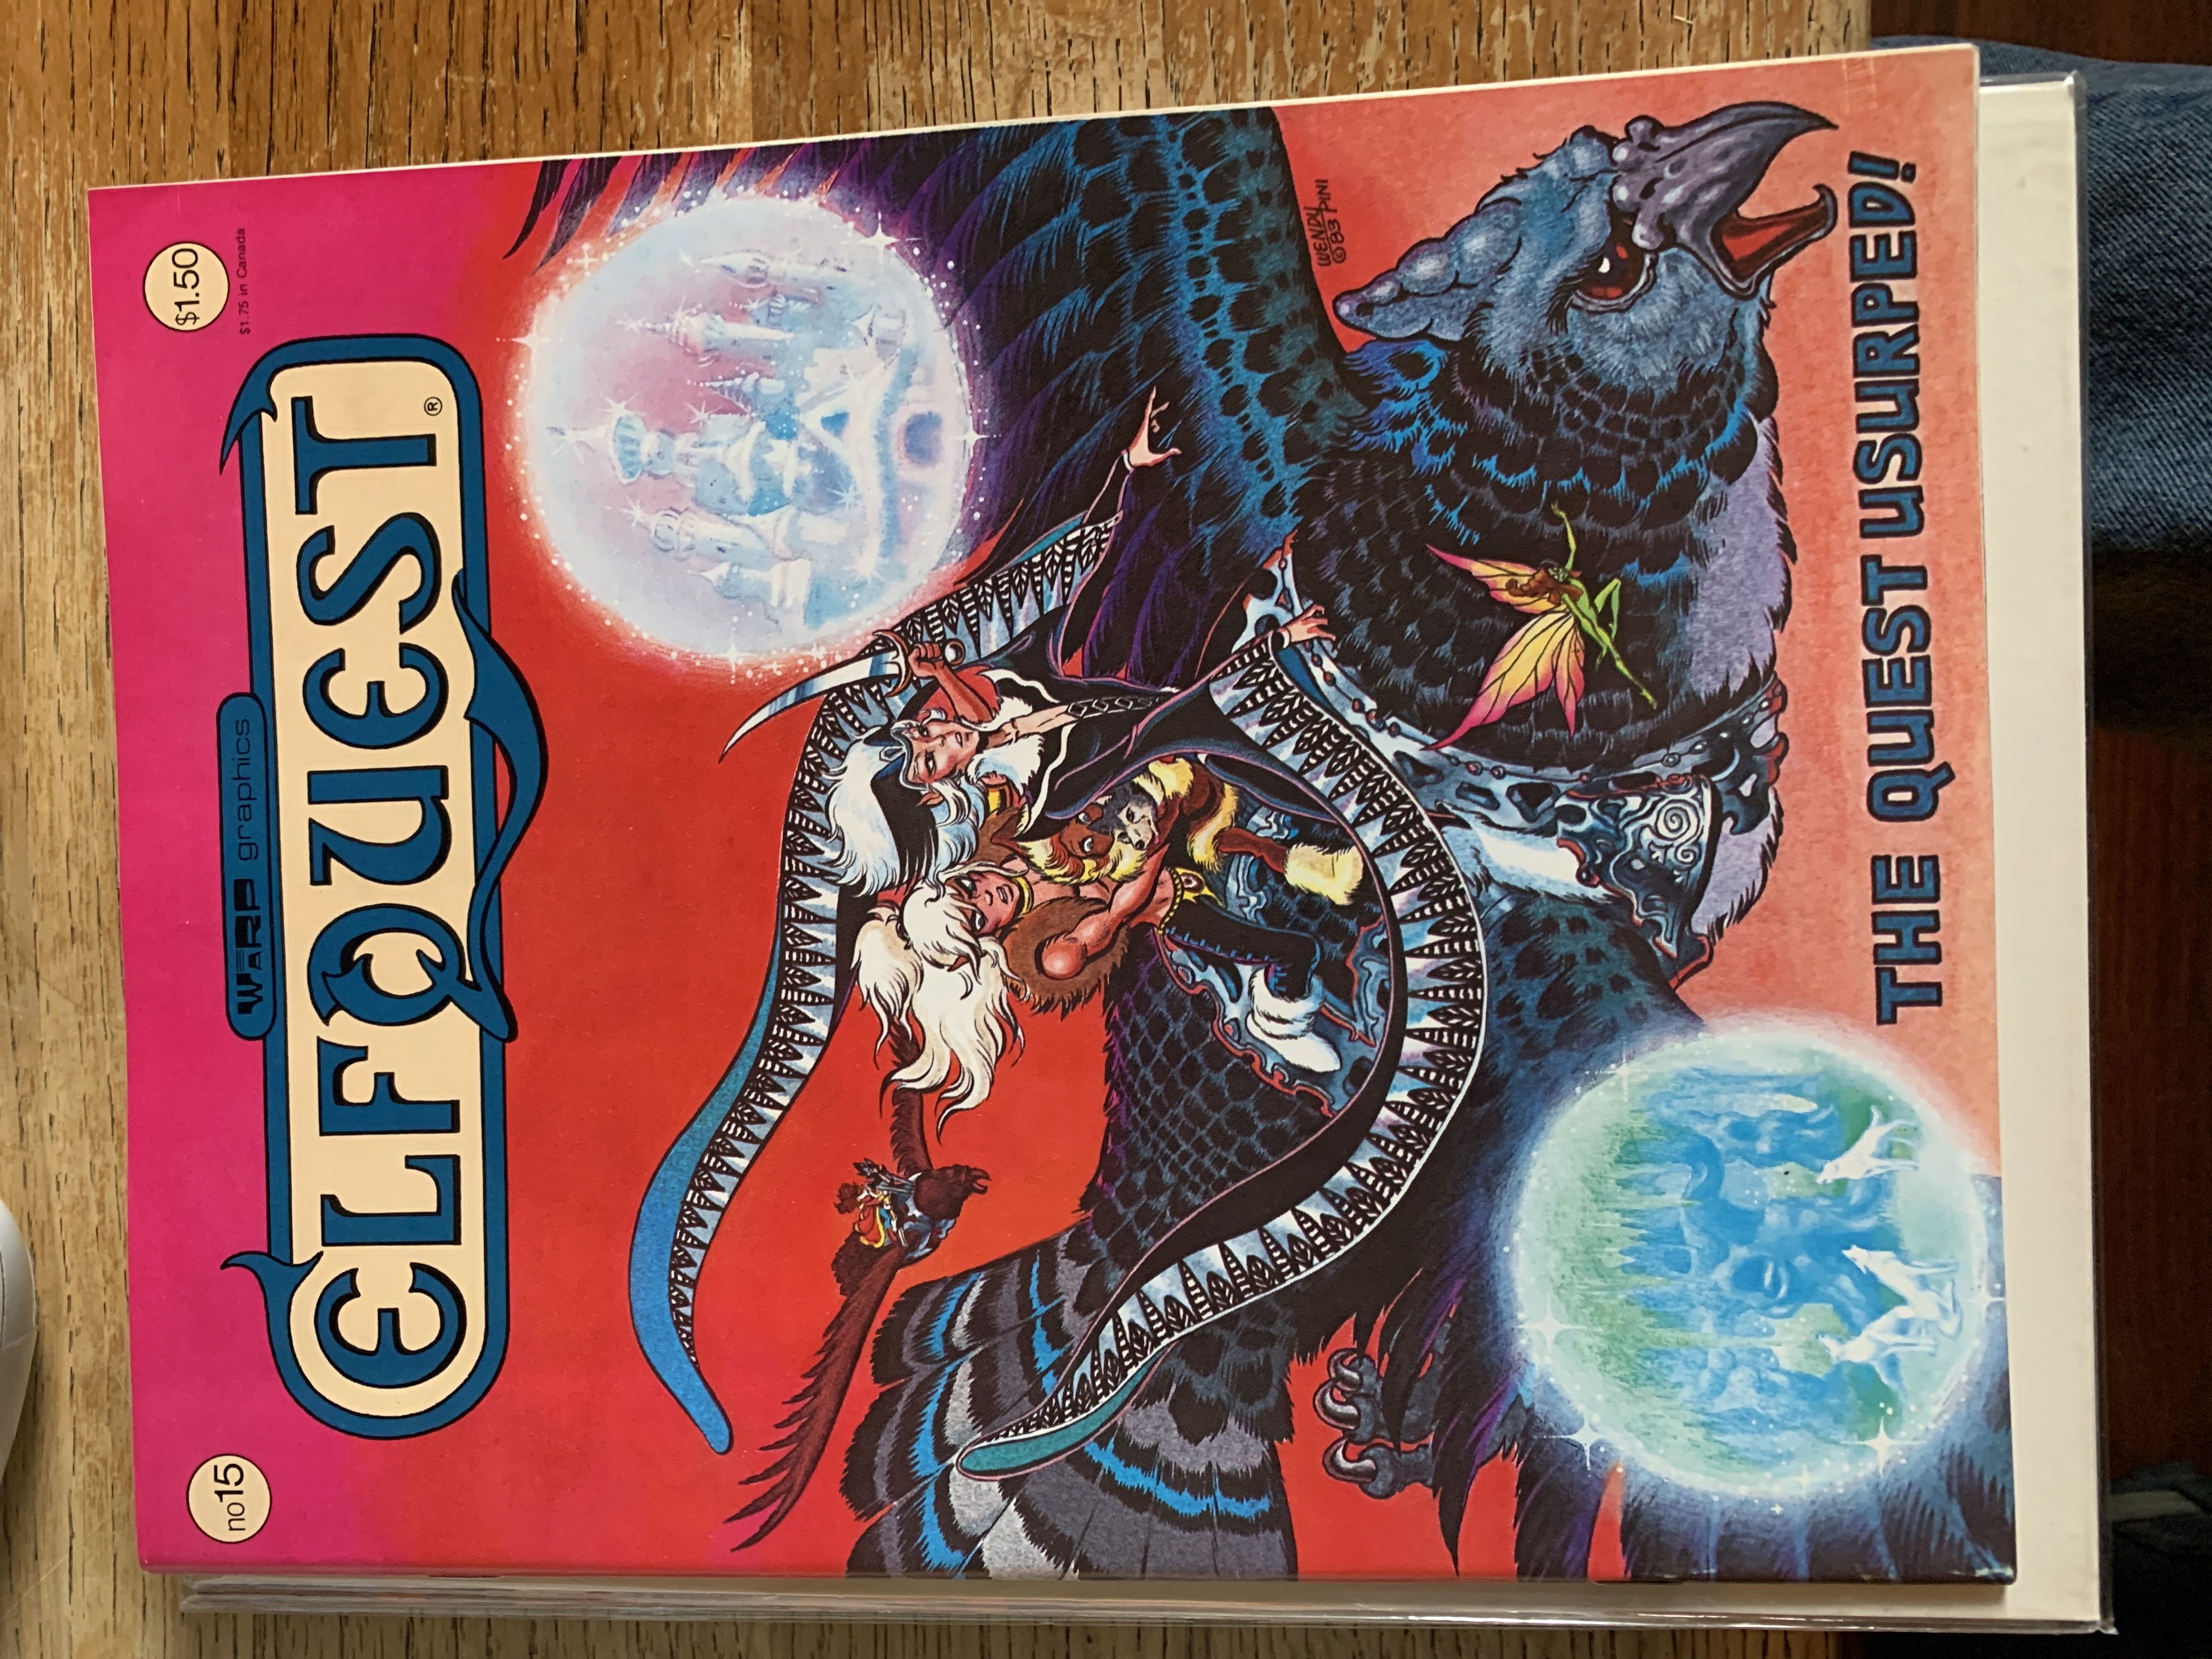 no15
$1.50
$1.75 in Canada
WARP graphics
ELFQUEST®
WENDY PINI
©83
THE QUEST USURPED!